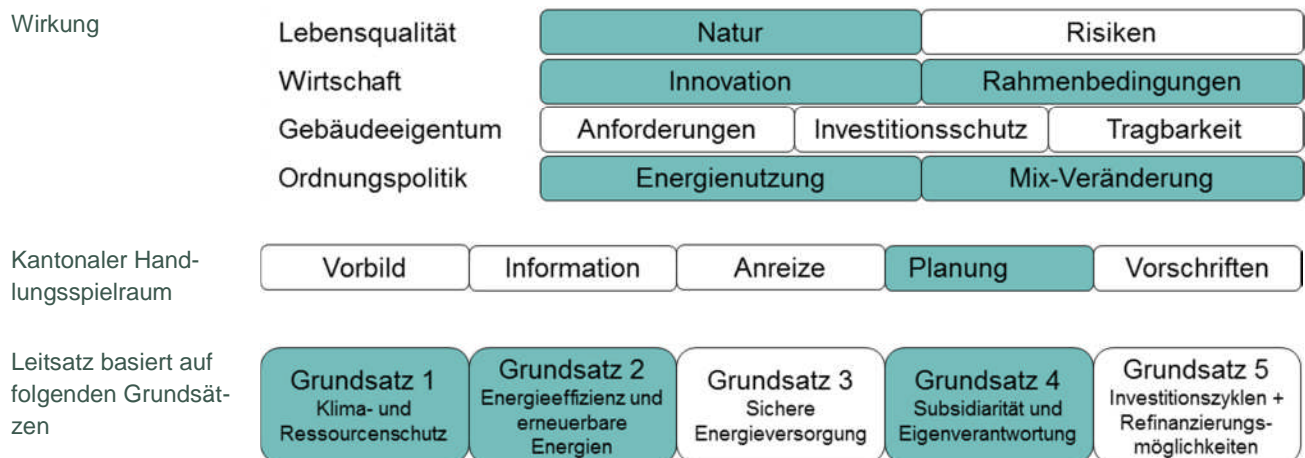 Wirkung
Lebensqualität Natur Risiken
Wirtschaft Innovation Rahmenbedingungen
Gebäudeeigentum Anforderungen Investitionsschutz Tragbarkeit
Ordnungspolitik Energienutzung Mix-Veränderung
Kantonaler Hand-
lungsspielraum
Vorbild Information Anreize Planung Vorschriften
Leitsatz basiert auf
folgenden Grundsät-
zen
Grundsatz 1
Klima- und
Ressourcenschutz
Grundsatz 2
Energieeffizienz und
erneuerbare
Energien
Grundsatz 3
Sichere
Energieversorgung
Grundsatz 4
Subsidiarität und
Eigenverantwortung
Grundsatz 5
Investitionszyklen +
Refinanzierungs-
möglichkeiten